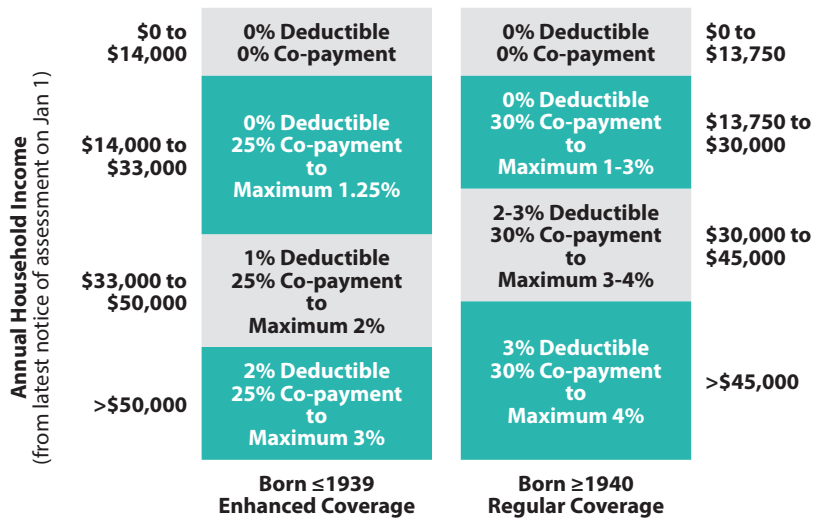 Annual Household Income
(from latest notice of assessment on Jan 1)
$0 to
$14,000
0% Deductible
0% Co-payment
$14,000 to
$33,000
0% Deductible
25% Co-payment
to
Maximum 1.25%
$33,000 to
$50,000
1% Deductible
25% Co-payment
to
Maximum 2%
>$50,000
2% Deductible
25% Co-payment
to
Maximum 3%
Born ≤1939
Enhanced Coverage
0% Deductible
0% Co-payment
$0 to
$13,750
0% Deductible
30% Co-payment
to
Maximum 1-3%
$13,750 to
$30,000
2-3% Deductible
30% Co-payment
to
Maximum 3-4%
$30,000 to
$45,000
3% Deductible
30% Co-payment
to
Maximum 4%
>$45,000
Born ≥1940
Regular Coverage